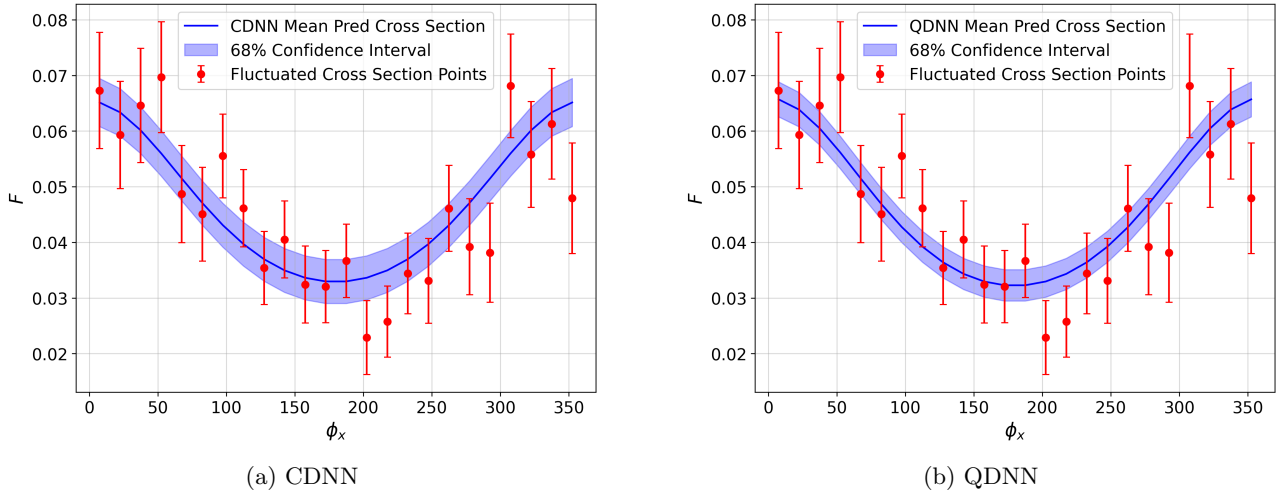 CDNN Mean Pred Cross Section
68% Confidence Interval
Fluctuated Cross Section Points
F
0.08
0.07
0.06
0.05
0.04
0.03
0.02
0 50 100 150 200 250 300 350
ϕx
(a) CDNN
QDNN Mean Pred Cross Section
68% Confidence Interval
Fluctuated Cross Section Points
F
0.08
0.07
0.06
0.05
0.04
0.03
0.02
0 50 100 150 200 250 300 350
ϕx
(b) QDNN